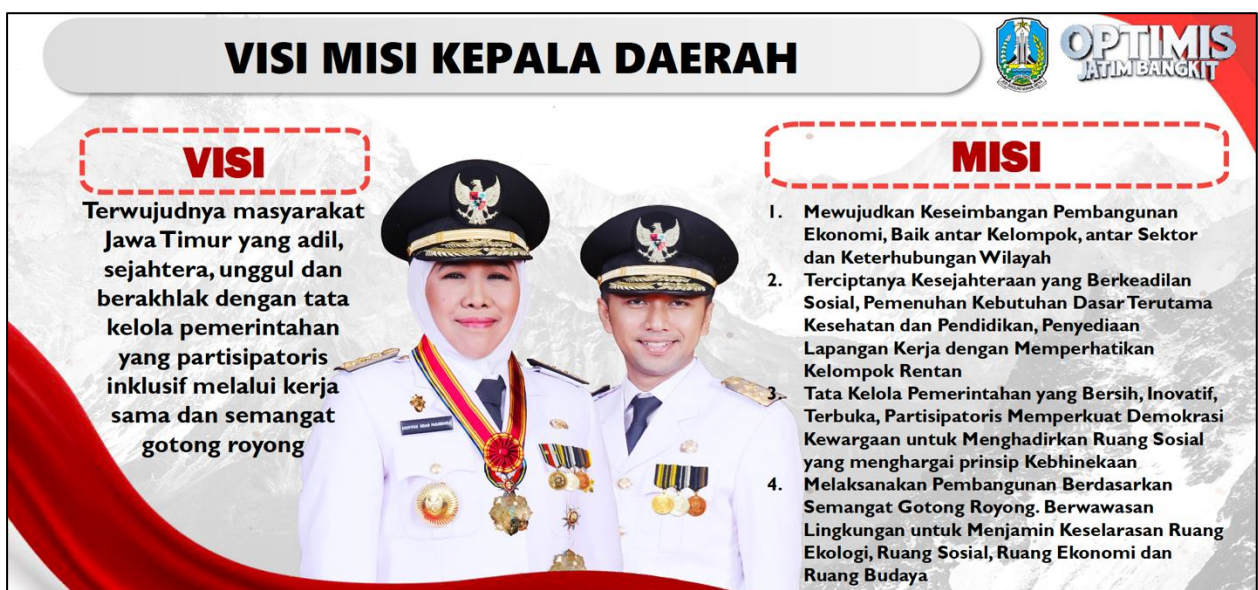 VISI MISI KEPALA DAERAH
OPTIMIS
JATIM BANGKIT
VISI
Terwujudnya masyarakat
Jawa Timur yang adil,
sejahtera, unggul dan
berakhlak dengan tata
kelola pemerintahan
yang partisipatoris
inklusif melalui kerja
sama dan semangat
gotong royong
MISI
1. Mewujudkan Keseimbangan Pembangunan
Ekonomi, Baik antar Kelompok, antar Sektor
dan Keterhubungan Wilayah
2. Terciptanya Kesejahteraan yang Berkeadilan
Sosial, Pemenuhan Kebutuhan Dasar Terutama
Kesehatan dan Pendidikan, Penyediaan
Lapangan Kerja dengan Memperhatikan
Kelompok Rentan
3. Tata Kelola Pemerintahan yang Bersih, Inovatif,
Terbuka, Partisipatoris Memperkuat Demokrasi
Kewargaan untuk Menghadirkan Ruang Sosial
yang menghargai prinsip Kebhinekaan
4. Melaksanakan Pembangunan Berdasarkan
Semangat Gotong Royong. Berwawasan
Lingkungan untuk Menjamin Keselarasan Ruang
Ekologi, Ruang Sosial, Ruang Ekonomi dan
Ruang Budaya